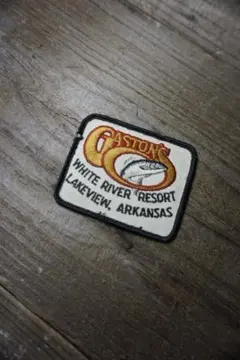 GASTON'S
WHITE RIVER RESORT
LAKEVIEW, ARKANSAS